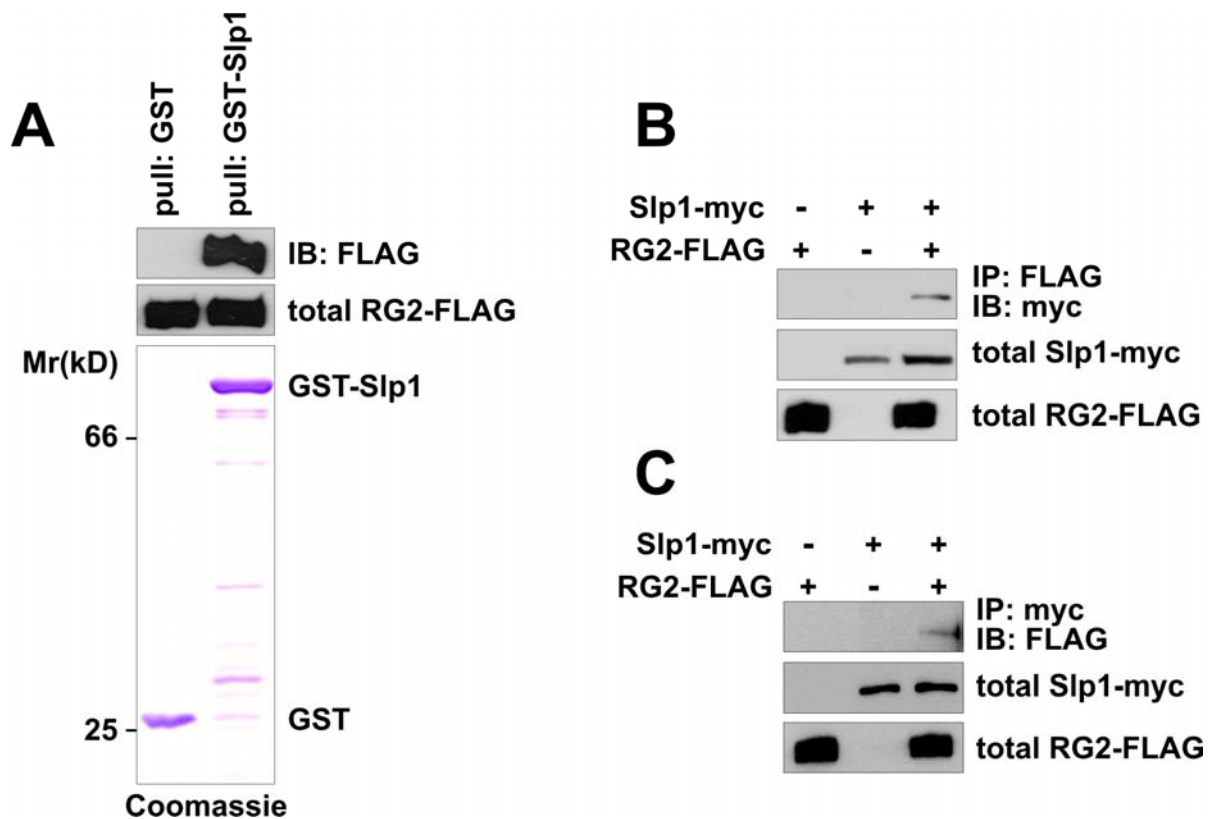 A
pull: GST
pull: GST-Slp1
IB: FLAG
total RG2-FLAG
Mr(kD)
GST-Slp1
66
25
GST
Coomassie
B
Slp1-myc - + +
RG2-FLAG + - +
IP: FLAG
IB: myc
total Slp1-myc
total RG2-FLAG
C
Slp1-myc - + +
RG2-FLAG + - +
IP: myc
IB: FLAG
total Slp1-myc
total RG2-FLAG